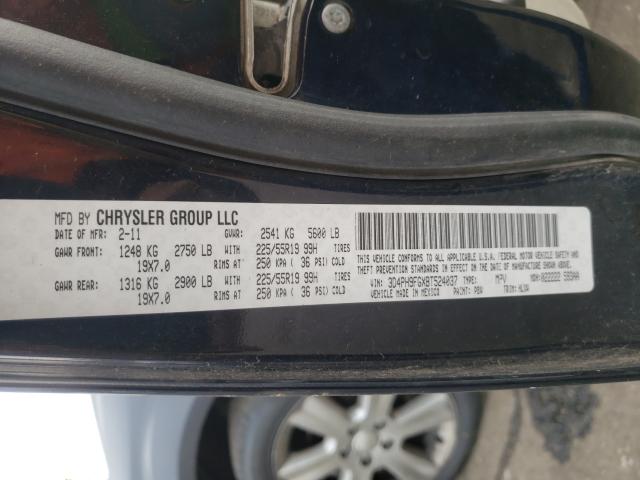 MFD BY CHRYSLER GROUP LLC
DATE OF MFR: 2-11 GVWR: 2541 KG 5600 LB
GAWR FRONT: 1248 KG 2750 LB WITH 225/55R19 99H TIRES
19X7.0 RIMS AT 250 KPA ( 36 PSI) COLD
GAWR REAR: 1316 KG 2900 LB WITH 225/55R19 99H TIRES
19X7.0 RIMS AT 250 KPA ( 36 PSI) COLD
THIS VEHICLE CONFORMS TO ALL APPLICABLE U.S.A. FEDERAL MOTOR VEHICLE SAFETY AND
THEFT PREVENTION STANDARDS IN EFFECT ON THE DATE OF MANUFACTURE SHOWN ABOVE.
VIN: 3D4PH9FGXBT524037 TYPE: MPV MDH:
VEHICLE MADE IN MEXICO PAINT: PBV TRIM: